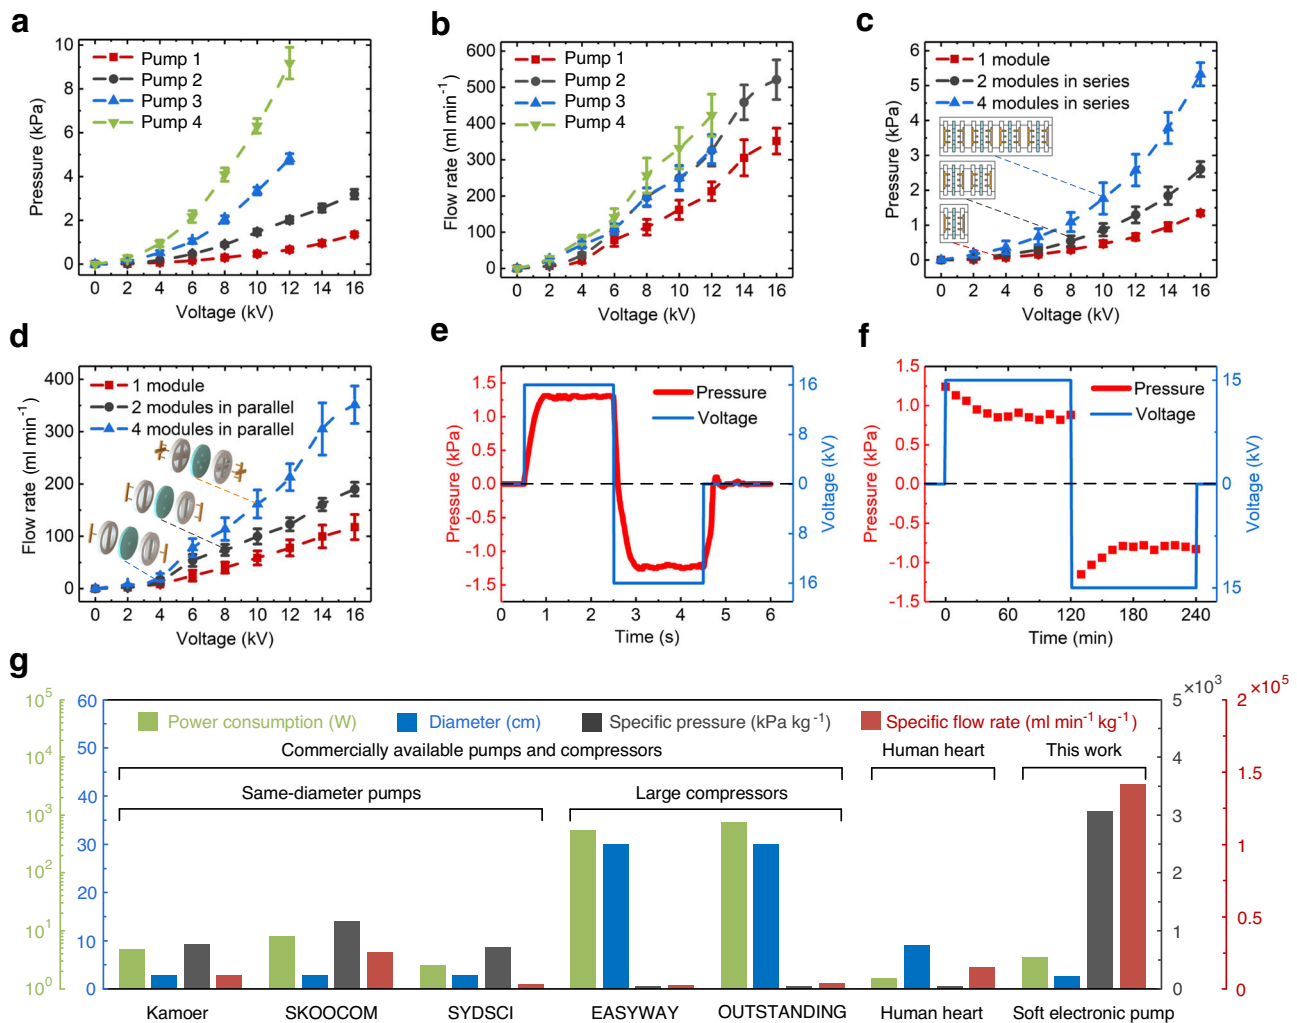 a
Pressure (kPa)
10
8
6
4
2
0
Pump 1
Pump 2
Pump 3
Pump 4
0 2 4 6 8 10 12 14 16
Voltage (kV)
b
Flow rate (ml min⁻¹)
600
500
400
300
200
100
0
Pump 1
Pump 2
Pump 3
Pump 4
0 2 4 6 8 10 12 14 16
Voltage (kV)
c
Pressure (kPa)
6
5
4
3
2
1
0
1 module
2 modules in series
4 modules in series
0 2 4 6 8 10 12 14 16
Voltage (kV)
d
Flow rate (ml min⁻¹)
400
300
200
100
0
1 module
2 modules in parallel
4 modules in parallel
0 2 4 6 8 10 12 14 16
Voltage (kV)
e
Pressure (kPa)
1.5
1.0
0.5
0.0
-0.5
-1.0
-1.5
Pressure
Voltage
16
8
0
8
16
Voltage (kV)
0 1 2 3 4 5 6
Time (s)
f
Pressure (kPa)
1.5
1.0
0.5
0.0
-0.5
-1.0
-1.5
Pressure
Voltage
15
0
15
Voltage (kV)
0 60 120 180 240
Time (min)
g
10⁵
10⁴
10³
10²
10¹
10⁰
60
50
40
30
20
10
0
Power consumption (W)
Diameter (cm)
Specific pressure (kPa kg⁻¹)
Specific flow rate (ml min⁻¹ kg⁻¹)
Commercially available pumps and compressors
Human heart
This work
Same-diameter pumps
Large compressors
×10³
5
4
3
2
1
0
×10⁵
2
1.5
1
0.5
0
Kamoer
SKOOCOM
SYDSCI
EASYWAY
OUTSTANDING
Human heart
Soft electronic pump